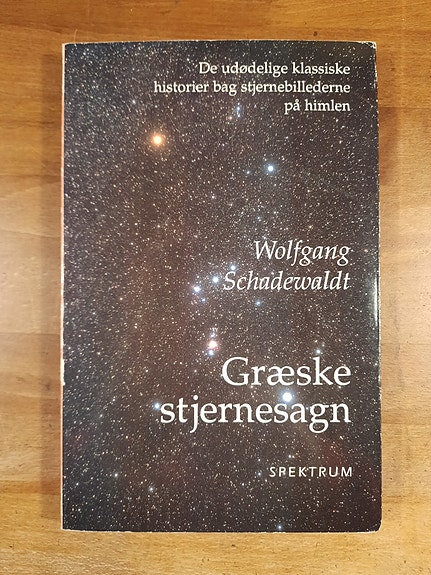 De udødelige klassiske
historier bag stjernebillederne
på himlen
Wolfgang
Schadewaldt
Græske
stjernesagn
SPEKTRUM